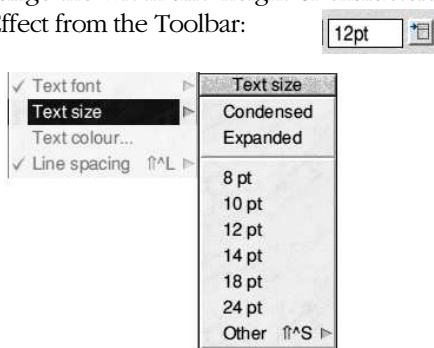 Effect from the Toolbar:
12pt
✓ Text font
Text size
Text colour...
✓ Line spacing ⇑^L
Text size
Condensed
Expanded
8 pt
10 pt
12 pt
14 pt
18 pt
24 pt
Other ⇑^S